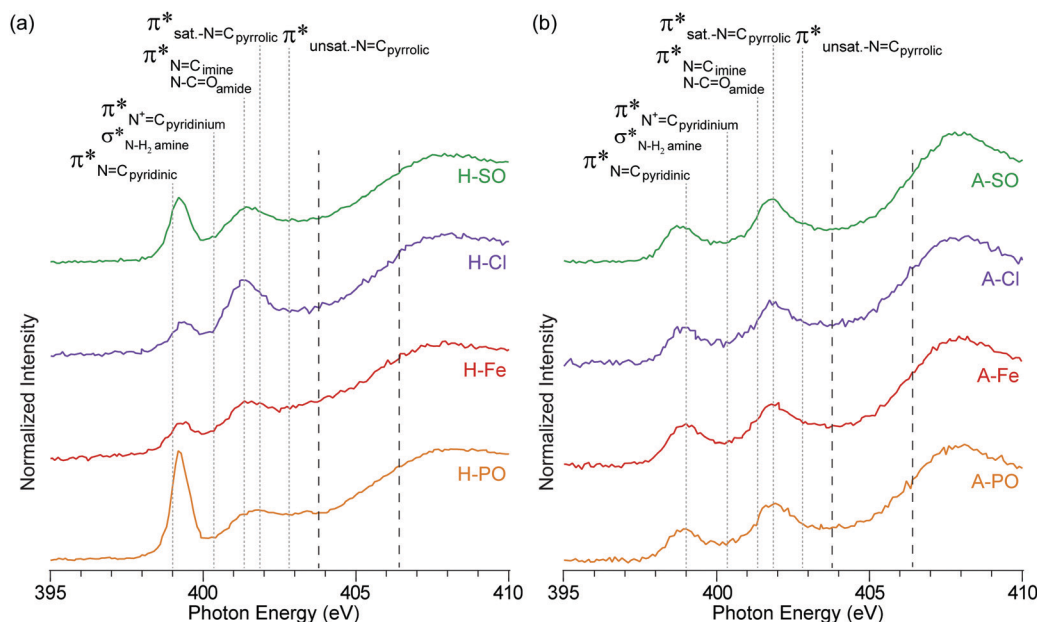 (a)
π* sat.-N=Cpyrrolic
π* unsat.-N=Cpyrrolic
π* N=Cimine
N-C=Oamide
π* N⁺=Cpyridinium
σ* N-H₂ amine
π* N=Cpyridinic
H-SO
H-Cl
H-Fe
H-PO
Normalized Intensity
395 400 405 410
Photon Energy (eV)
(b)
π* sat.-N=Cpyrrolic
π* unsat.-N=Cpyrrolic
π* N=Cimine
N-C=Oamide
π* N⁺=Cpyridinium
σ* N-H₂ amine
π* N=Cpyridinic
A-SO
A-Cl
A-Fe
A-PO
Normalized Intensity
395 400 405 410
Photon Energy (eV)